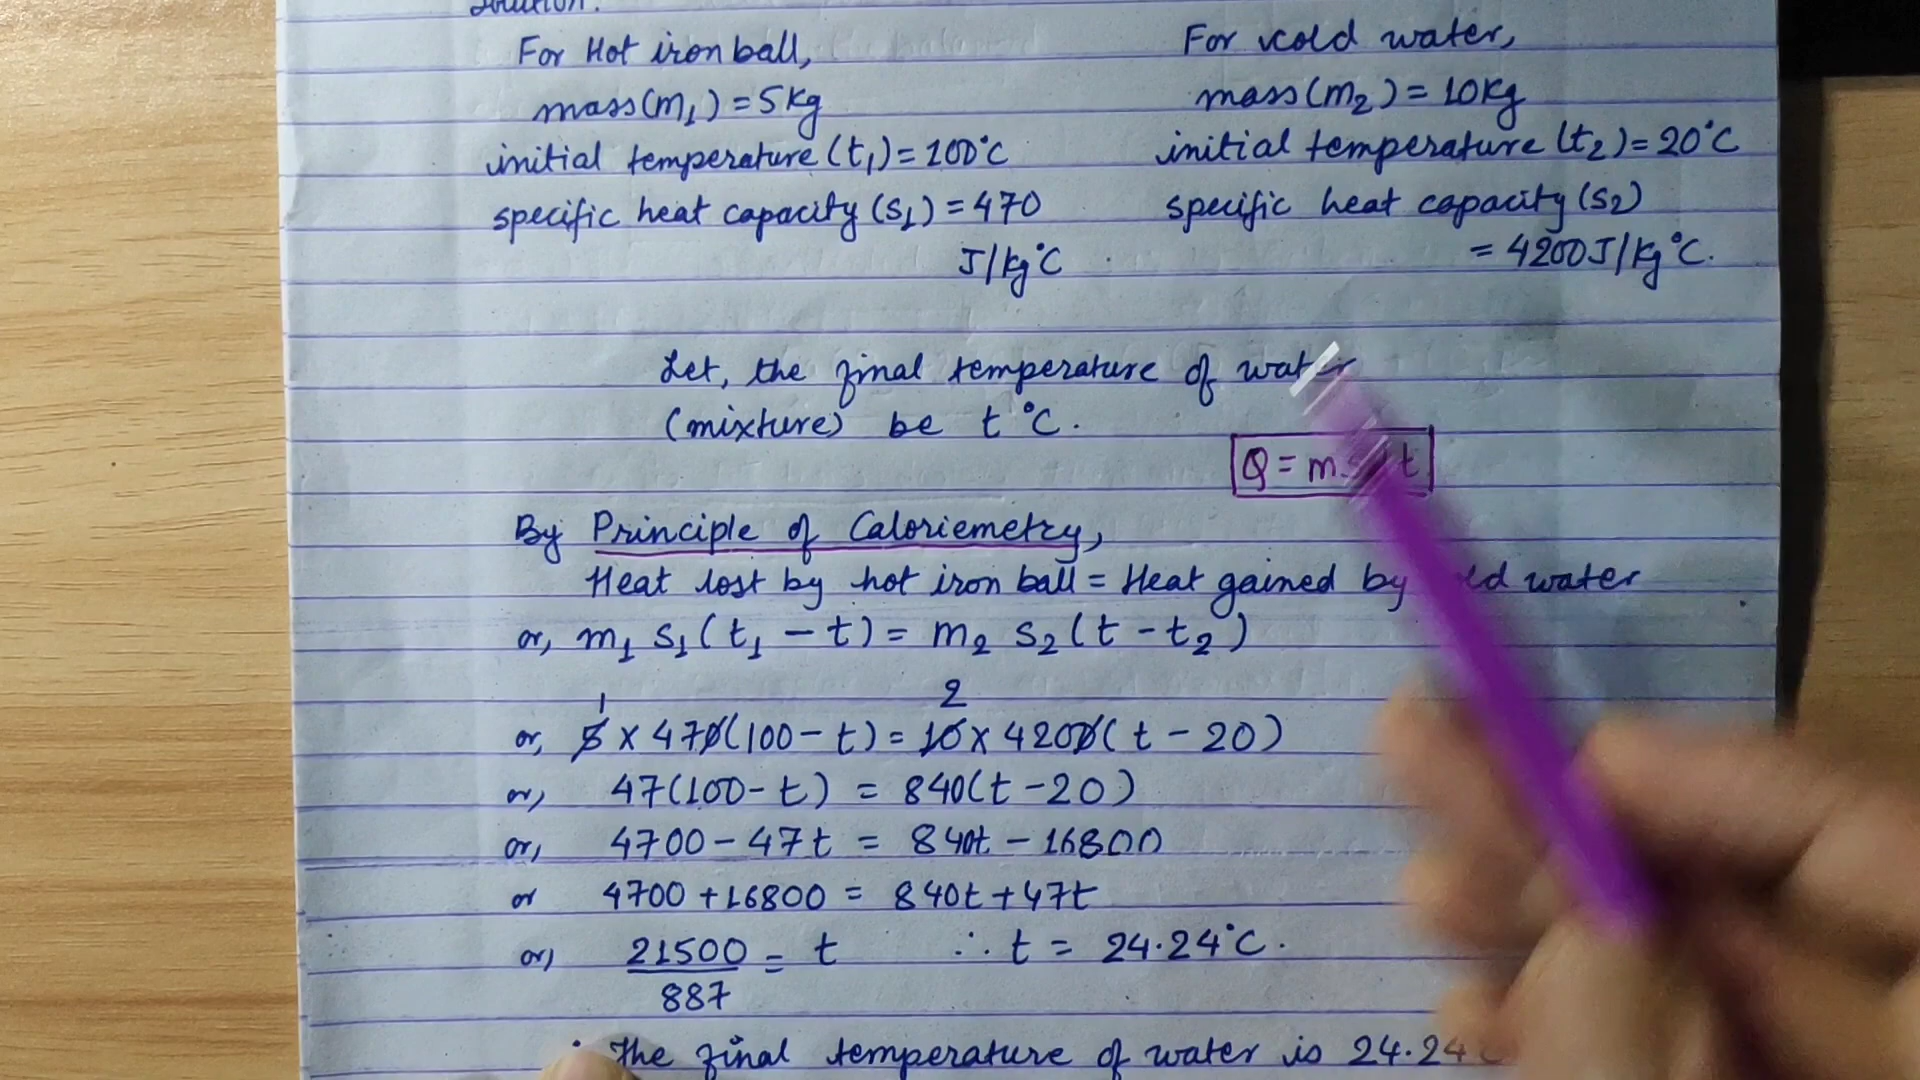 Solution:
For Hot iron ball,
mass(m₁) = 5Kg
initial temperature (t₁) = 100°C
specific heat capacity (s₁) = 470
J/kg°C
For cold water,
mass (m₂) = 10Kg
initial temperature (t₂) = 20°C
specific heat capacity (s₂)
= 4200J/kg°C.
Let, the final temperature of water
(mixture) be t°C.
Q = m
t
By Principle of Caloriemetry,
Heat lost by hot iron ball = Heat gained by water
or, m₁ s₁ (t₁ - t) = m₂ s₂ (t - t₂)
1 2
or, 5 x 470(100 - t) = 10 x 4200(t - 20)
or, 47(100 - t) = 840(t - 20)
or, 4700 - 47t = 840t - 16800
or 4700 + 16800 = 840t + 47t
or, 21500 = t ∴ t = 24.24°C.
887
The final temperature of water is 24.24